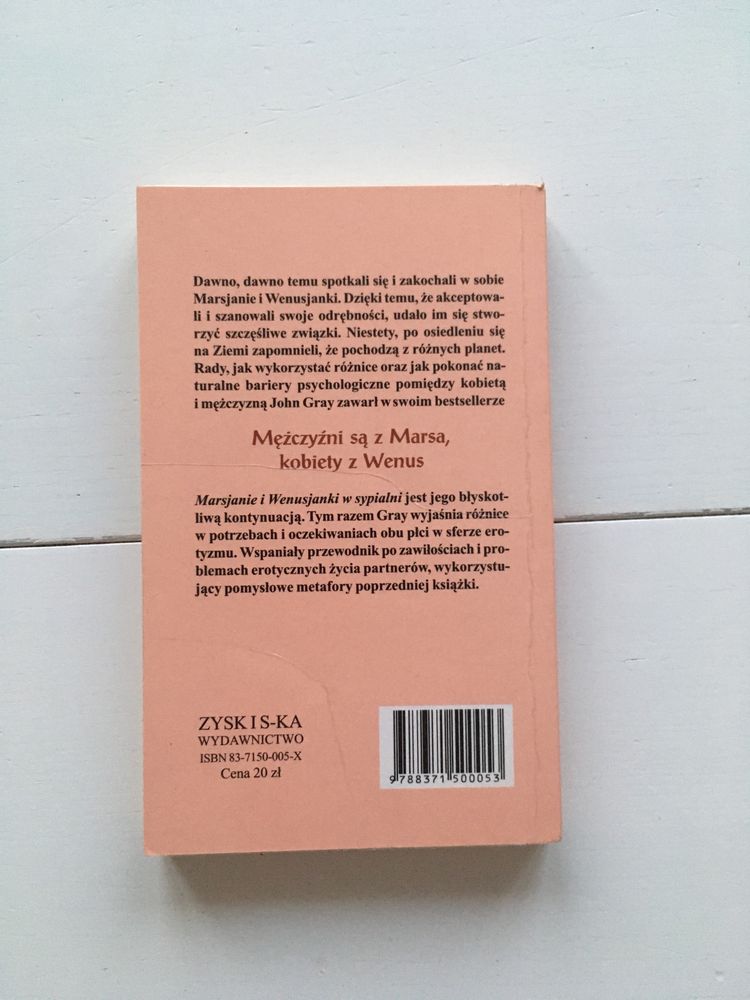 Dawno, dawno temu spotkali się i zakochali w sobie
Marsjanie i Wenusjanki. Dzięki temu, że akceptowa-
li i szanowali swoje odrębności, udało im się stwo-
rzyć szczęśliwe związki. Niestety, po osiedleniu się
na Ziemi zapomnieli, że pochodzą z różnych planet.
Rady, jak wykorzystać różnice oraz jak pokonać na-
turalne bariery psychologiczne pomiędzy kobietą
i mężczyzną John Gray zawarł w swoim bestsellerze
Mężczyźni są z Marsa,
kobiety z Wenus
Marsjanie i Wenusjanki w sypialni jest jego błyskot-
liwą kontynuacją. Tym razem Gray wyjaśnia różnice
w potrzebach i oczekiwaniach obu płci w sferze ero-
tyzmu. Wspaniały przewodnik po zawiłościach i pro-
blemach erotycznych życia partnerów, wykorzystu-
jący pomysłowe metafory poprzedniej książki.
ZYSK I S-KA
WYDAWNICTWO
ISBN 83-7150-005-X
Cena 20 zł
9788371500053